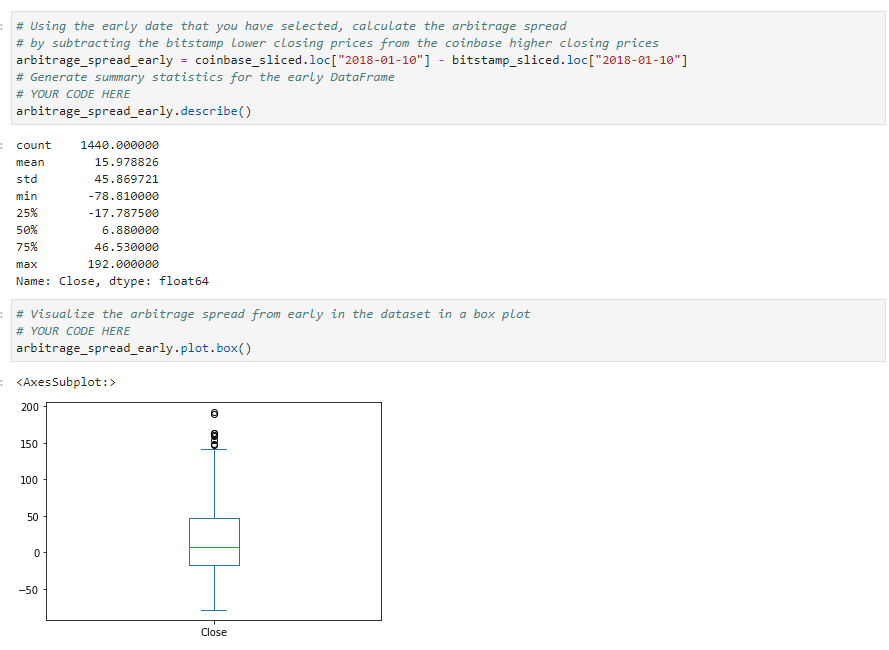 # Using the early date that you have selected, calculate the arbitrage spread
# by subtracting the bitstamp lower closing prices from the coinbase higher closing prices
arbitrage_spread_early = coinbase_sliced.loc["2018-01-10"] - bitstamp_sliced.loc["2018-01-10"]
# Generate summary statistics for the early DataFrame
# YOUR CODE HERE
arbitrage_spread_early.describe()
count    1440.000000
mean       15.978826
std        45.869721
min       -78.810000
25%       -17.787500
50%         6.880000
75%        46.530000
max       192.000000
Name: Close, dtype: float64
# Visualize the arbitrage spread from early in the dataset in a box plot
# YOUR CODE HERE
arbitrage_spread_early.plot.box()
<AxesSubplot:>
200
150
100
50
0
−50
Close